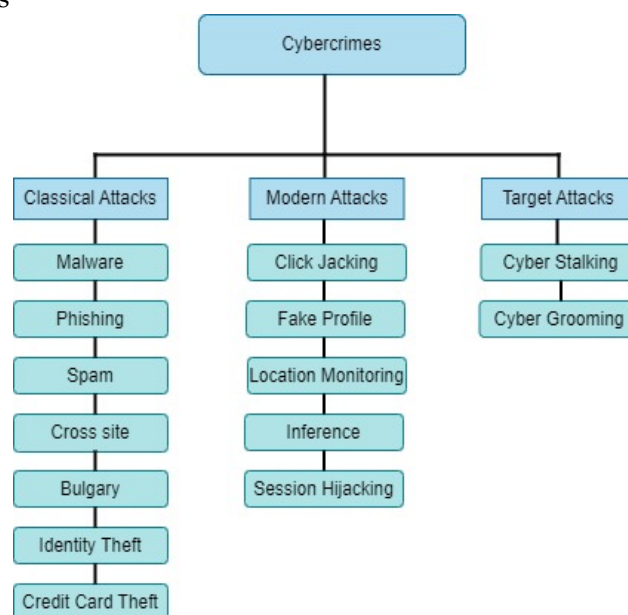 s
Cybercrimes
Classical Attacks
Modern Attacks
Target Attacks
Malware
Click Jacking
Cyber Stalking
Phishing
Fake Profile
Cyber Grooming
Spam
Location Monitoring
Cross site
Inference
Bulgary
Session Hijacking
Identity Theft
Credit Card Theft